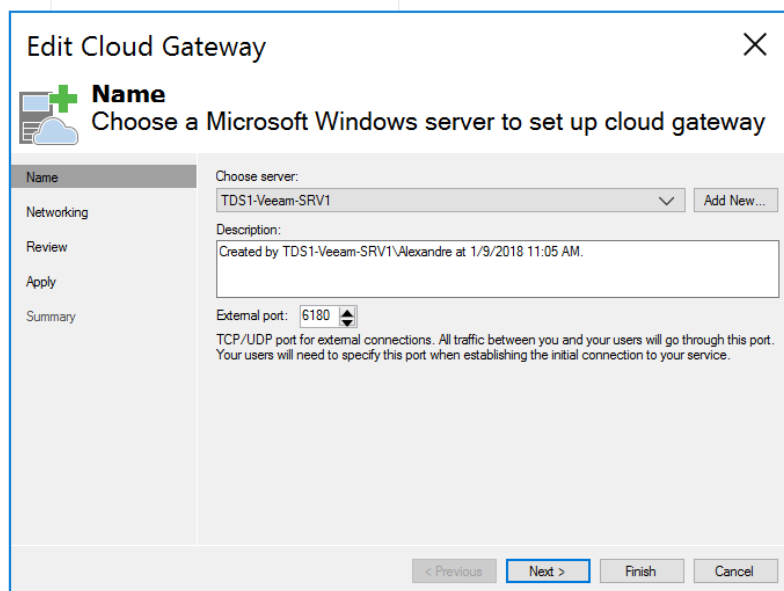 Edit Cloud Gateway
Name
Choose a Microsoft Windows server to set up cloud gateway
Name
Networking
Review
Apply
Summary
Choose server:
TDS1-Veeam-SRV1
Add New...
Description:
Created by TDS1-Veeam-SRV1\Alexandre at 1/9/2018 11:05 AM.
External port: 6180
TCP/UDP port for external connections. All traffic between you and your users will go through this port.
Your users will need to specify this port when establishing the initial connection to your service.
< Previous
Next >
Finish
Cancel